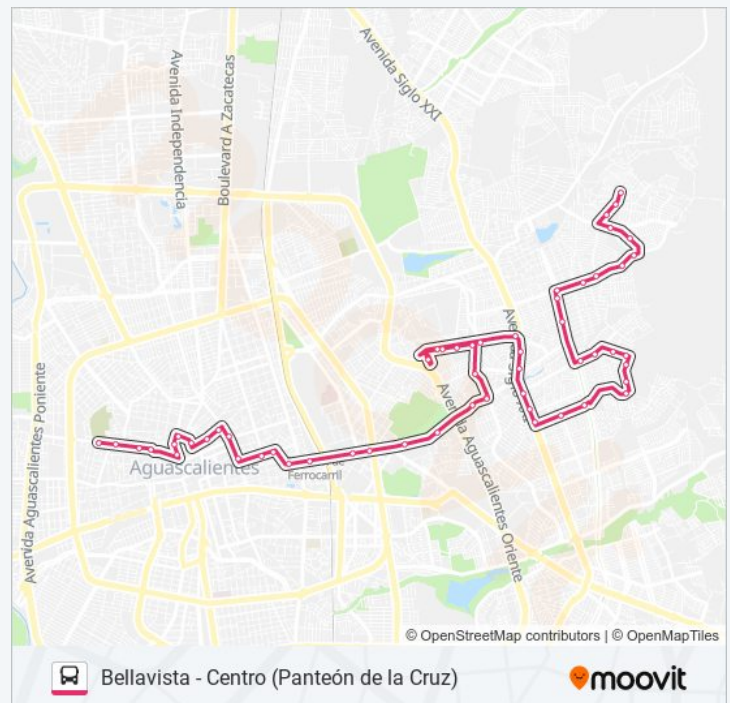 Avenida Siglo XXI
Avenida Independencia
Boulevard A Zacatecas
Avenida Aguascalientes Poniente
Avenida Aguascalientes Oriente
Aguascalientes
Ferrocarril
© OpenStreetMap contributors | © OpenMapTiles
Bellavista - Centro (Panteón de la Cruz)
moovit